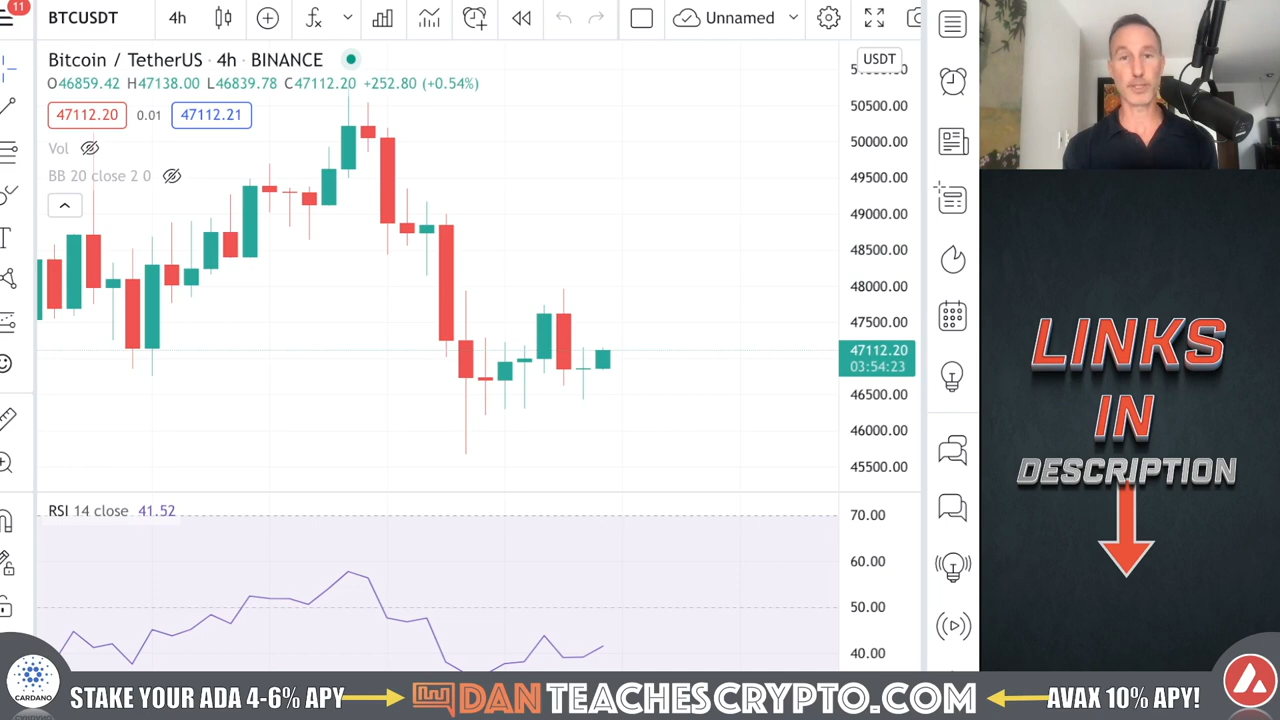 11
BTCUSDT
4h
Unnamed
Bitcoin / TetherUS · 4h · BINANCE
USDT
O46859.42 H47138.00 L46839.78 C47112.20 +252.80 (+0.54%)
47112.20 0.01 47112.21
Vol
BB 20 close 2 0
50500.00
50000.00
49500.00
49000.00
48500.00
48000.00
47500.00
47112.20
03:54:23
46500.00
46000.00
45500.00
RSI 14 close 41.52
70.00
60.00
50.00
40.00
LINKS
IN
DESCRIPTION
CARDANO
STAKE YOUR ADA 4-6% APY
DANTEACHESCRYPTO.COM
AVAX 10% APY!